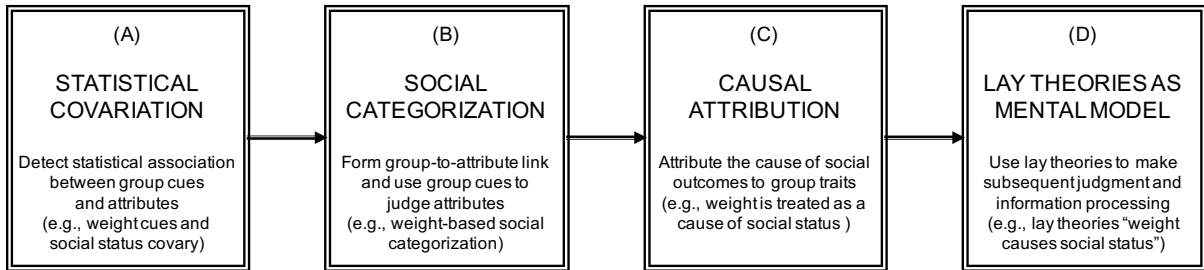 (A)
STATISTICAL
COVARIATION
Detect statistical association
between group cues
and attributes
(e.g., weight cues and
social status covary)
(B)
SOCIAL
CATEGORIZATION
Form group-to-attribute link
and use group cues to
judge attributes
(e.g., weight-based social
categorization)
(C)
CAUSAL
ATTRIBUTION
Attribute the cause of social
outcomes to group traits
(e.g., weight is treated as a
cause of social status )
(D)
LAY THEORIES AS
MENTAL MODEL
Use lay theories to make
subsequent judgment and
information processing
(e.g., lay theories “weight
causes social status”)